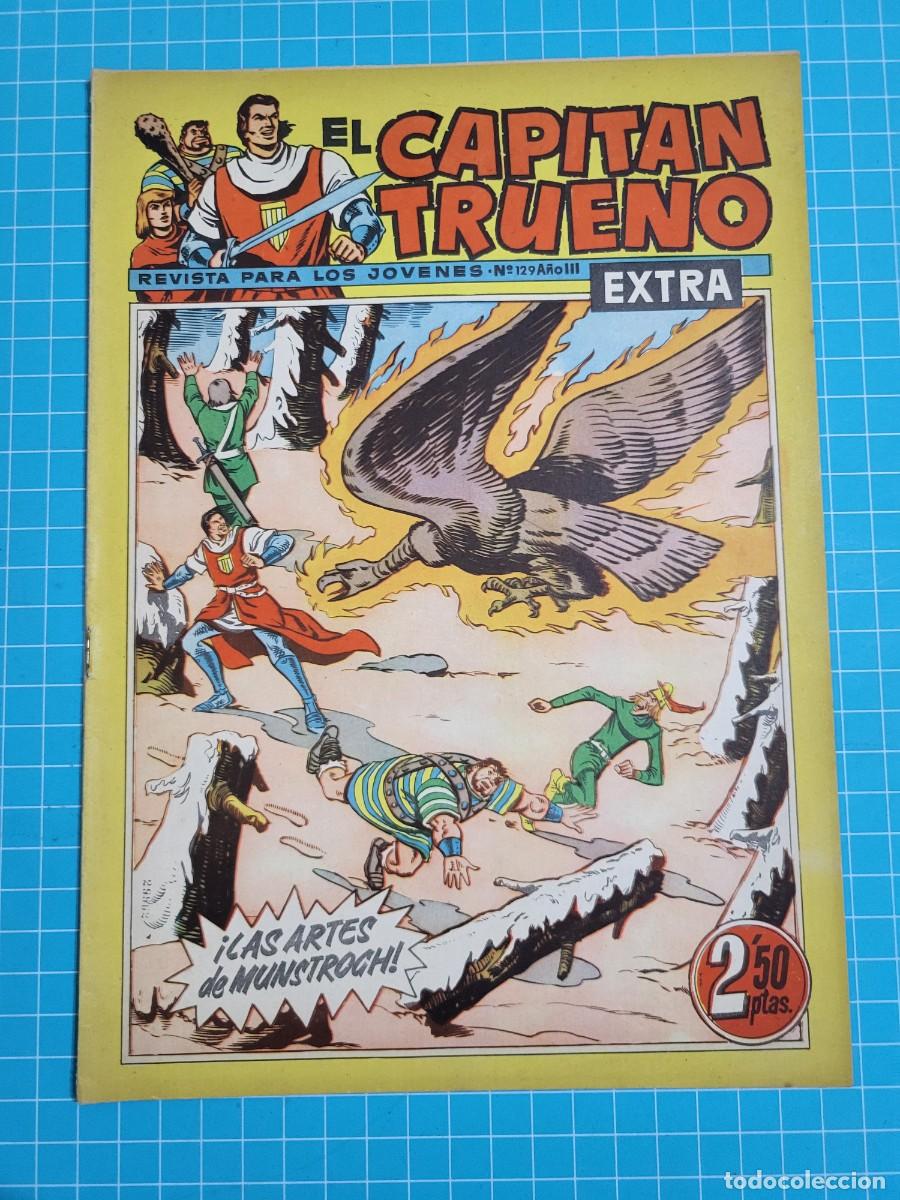 EL CAPITAN
TRUENO
REVISTA PARA LOS JOVENES · Nº 129 Año III
EXTRA
¡LAS ARTES
de MUNSTROGH!
2'50
ptas.
todocoleccion